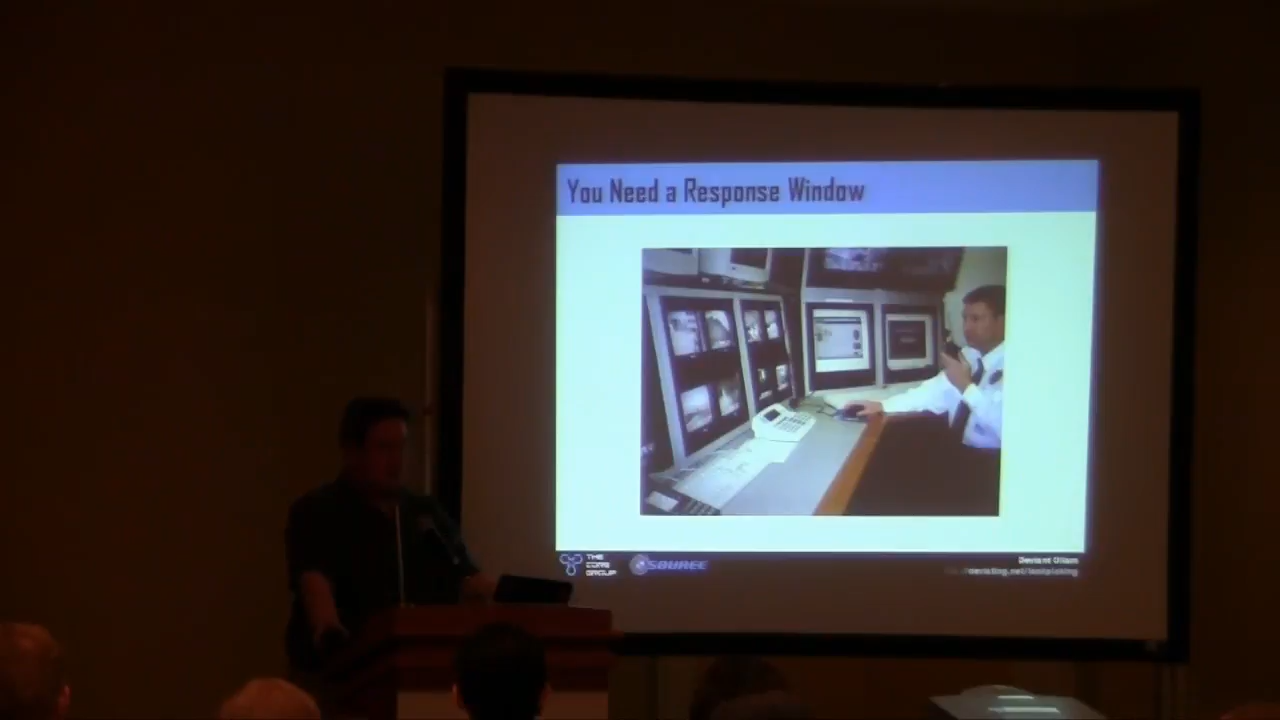 You Need a Response Window
THE
CORE
GROUP
SOURCE
Deviant Ollam